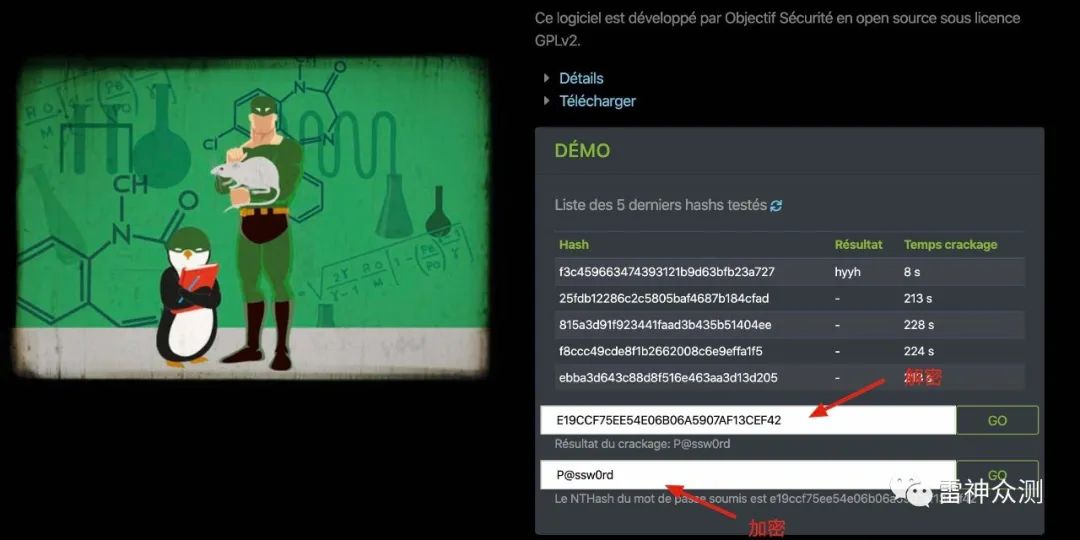 Ce logiciel est développé par Objectif Sécurité en open source sous licence
GPLv2.
Détails
Télécharger
DÉMO
Liste des 5 derniers hashs testés
Hash Résultat Temps crackage
f3c459663474393121b9d63bfb23a727 hyyh 8 s
25fdb12286c2c5805baf4687b184cfad - 213 s
815a3d91f923441faad3b435b51404ee - 228 s
f8ccc49cde8f1b2662008c6e9effa1f5 - 224 s
ebba3d643c88d8f516e463aa3d13d205 - 213 s
解密
E19CCF75EE54E06B06A5907AF13CEF42 GO
Résultat du crackage: P@ssw0rd
P@ssw0rd GO
Le NTHash du mot de passe soumis est
雷神众测
加密
CH
N
O
Cl
N
O
N